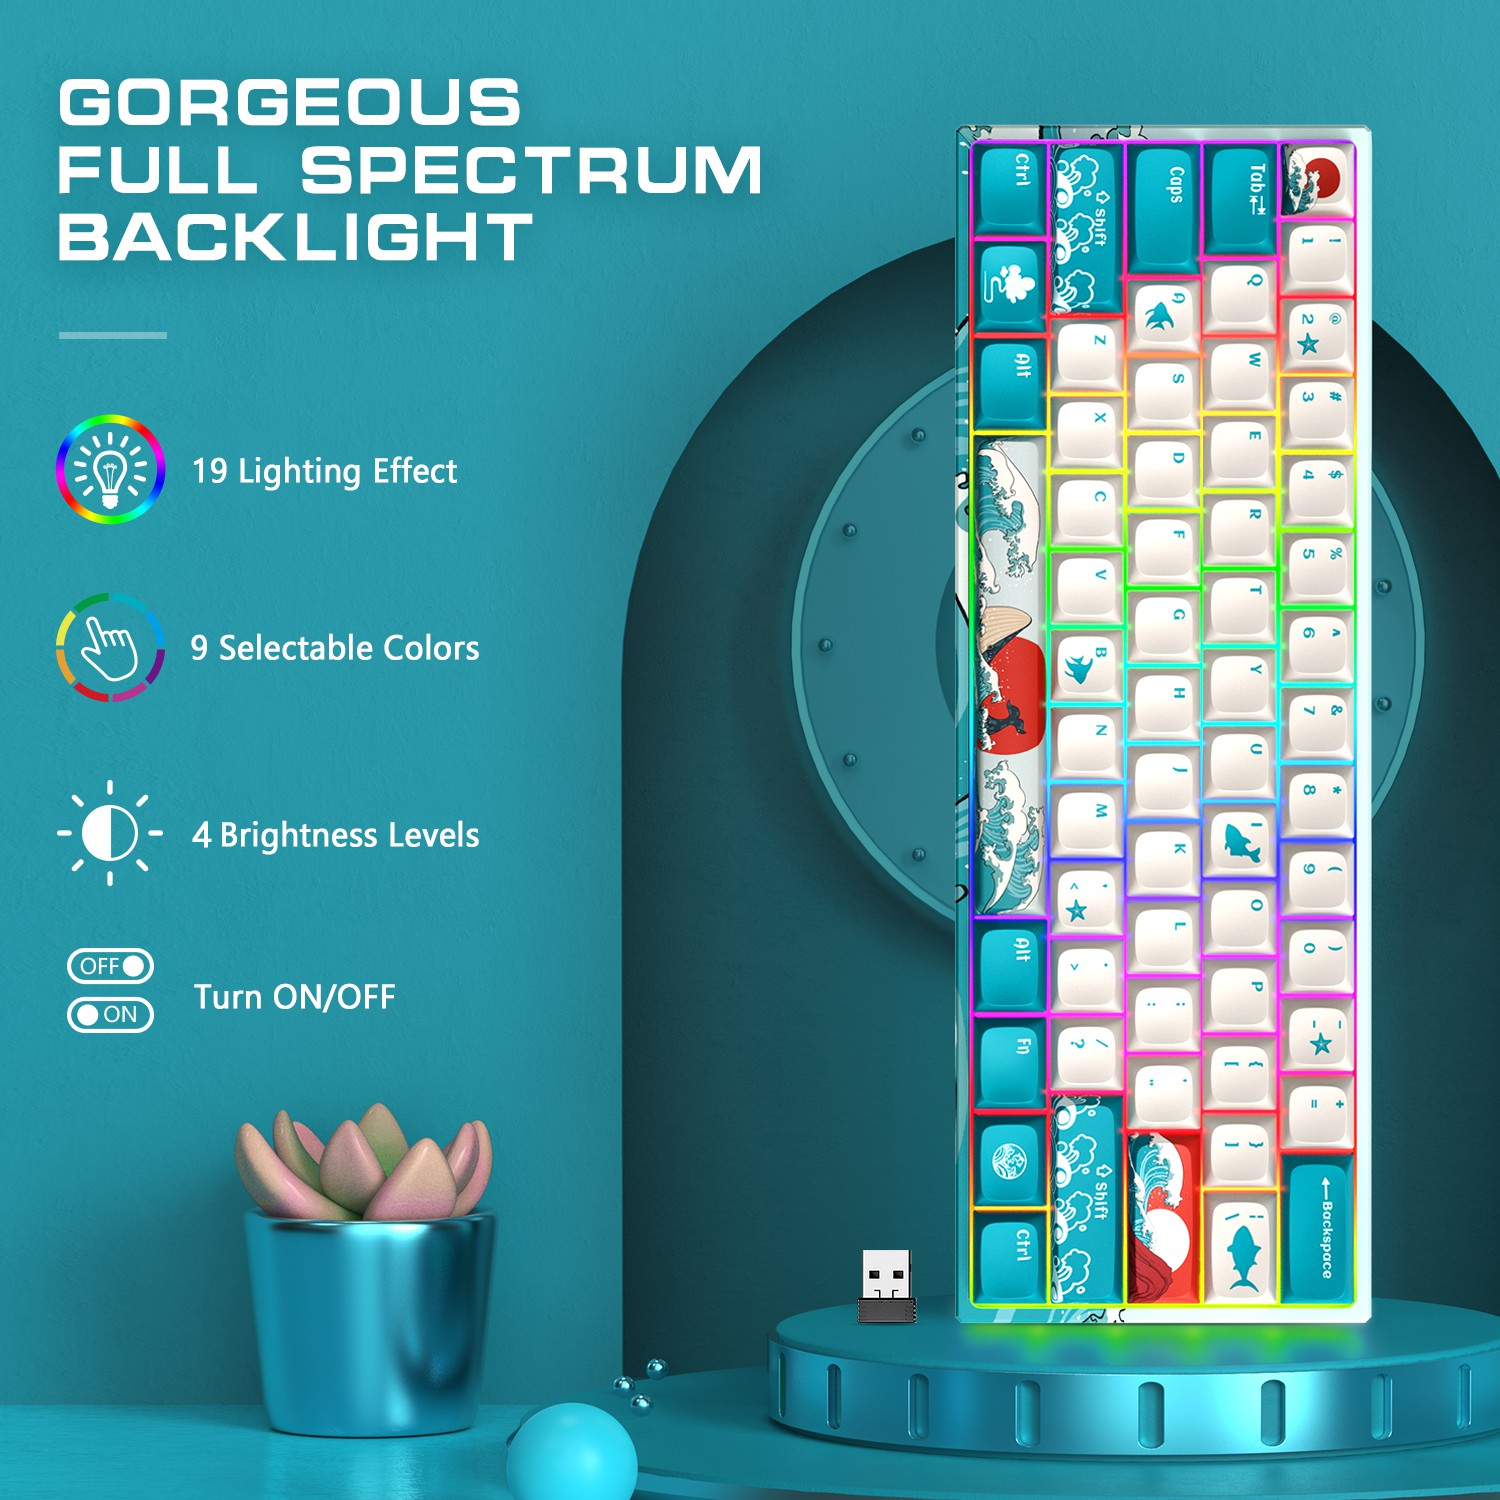 GORGEOUS
FULL SPECTRUM
BACKLIGHT
19 Lighting Effect
9 Selectable Colors
4 Brightness Levels
OFF
ON
Turn ON/OFF
! 1
@ 2
# 3
$ 4
% 5
^ 6
& 7
* 8
( 9
) 0
_ -
+ =
←Backspace
Tab
Q
W
E
R
T
Y
U
I
O
P
{ [
} ]
¦ \
Caps
A
S
D
F
G
H
J
K
L
: ;
' "
⇧ Shift
Z
X
C
V
B
N
M
, <
. >
/ ?
⇧ Shift
Ctrl
Alt
Alt
Fn
Ctrl